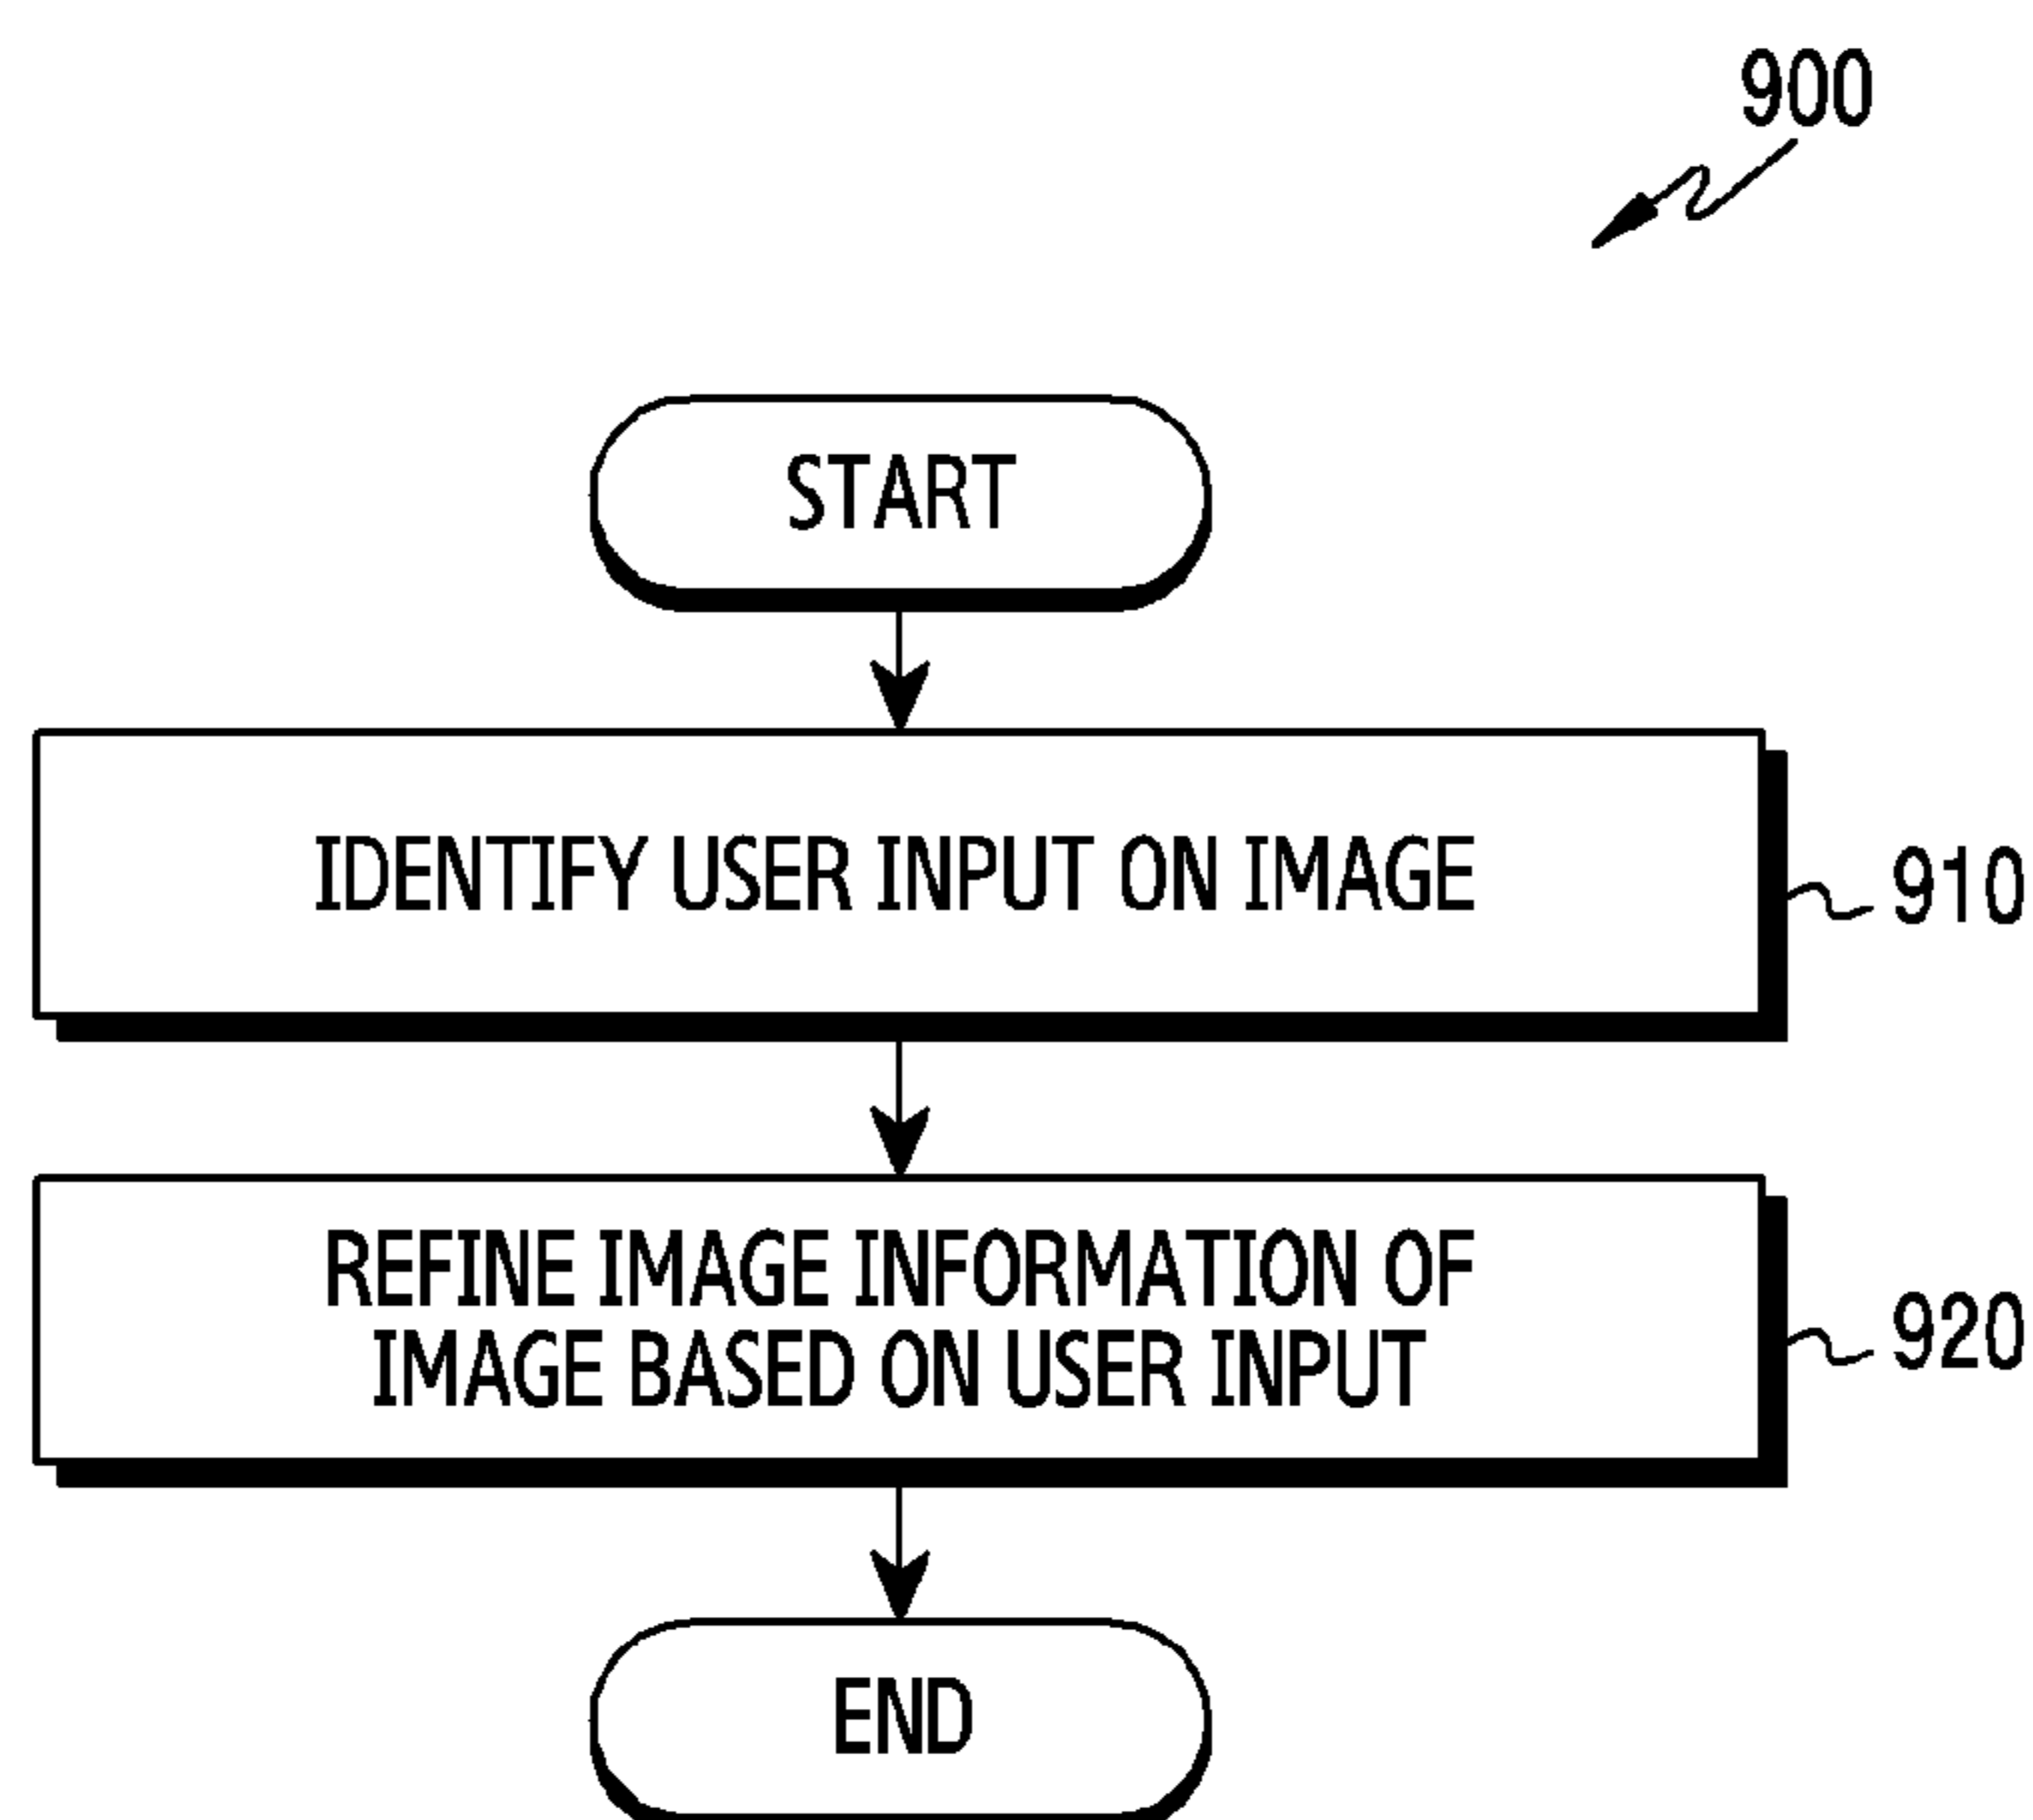 900
START
IDENTIFY USER INPUT ON IMAGE
910
REFINE IMAGE INFORMATION OF
IMAGE BASED ON USER INPUT
920
END